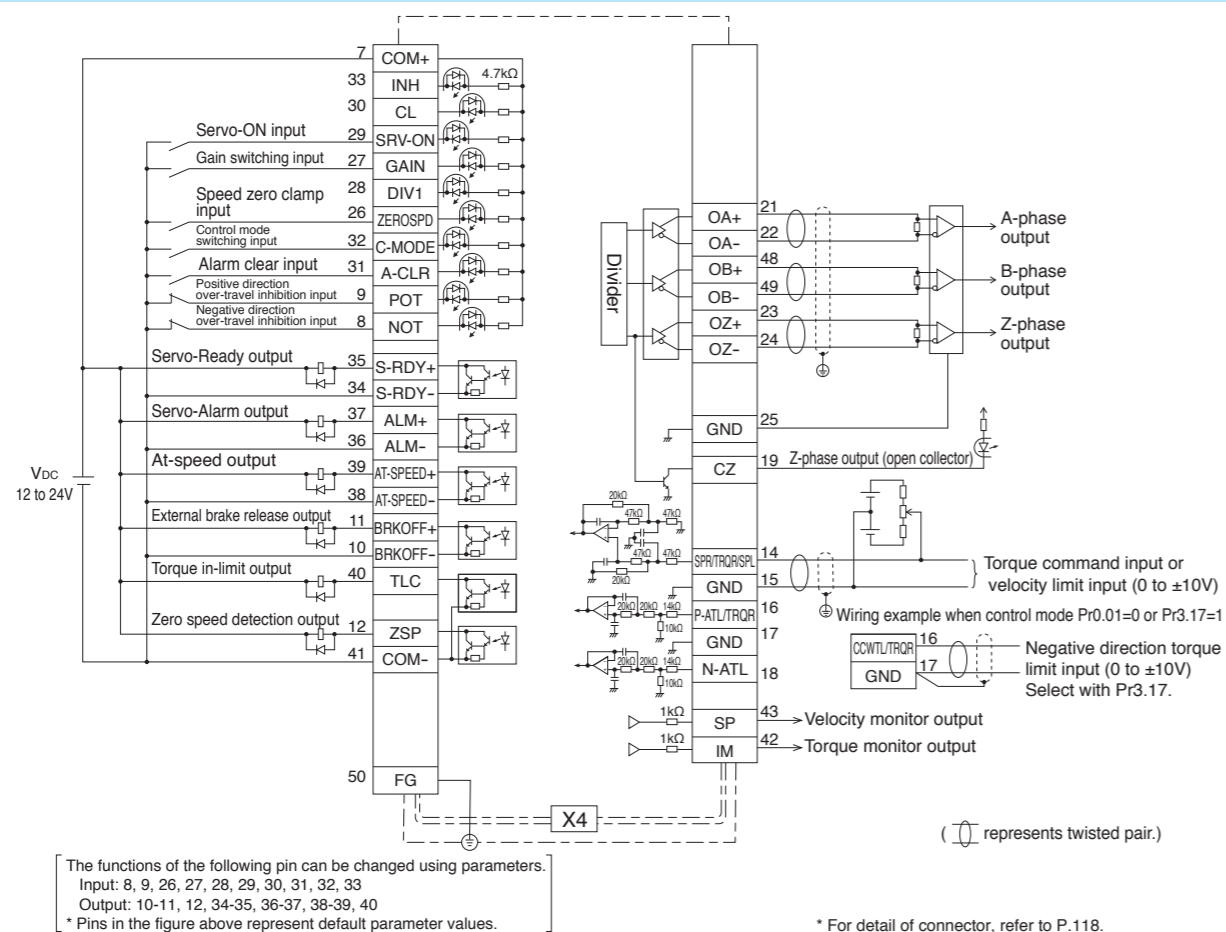 7 COM+
33 INH 4.7kΩ
30 CL
Servo-ON input 29 SRV-ON
Gain switching input 27 GAIN
28 DIV1
Speed zero clamp
input 26 ZEROSPD
Control mode
switching input 32 C-MODE
Alarm clear input 31 A-CLR
Positive direction
over-travel inhibition input 9 POT
Negative direction
over-travel inhibition input 8 NOT
Servo-Ready output 35 S-RDY+
34 S-RDY−
Servo-Alarm output 37 ALM+
36 ALM−
At-speed output 39 AT-SPEED+
38 AT-SPEED−
VDC
12 to 24V
External brake release output 11 BRKOFF+
10 BRKOFF−
Torque in-limit output 40 TLC
Zero speed detection output 12 ZSP
41 COM−
50 FG
X4
Divider
OA+ 21
OA− 22
A-phase
output
OB+ 48
OB− 49
B-phase
output
OZ+ 23
OZ− 24
Z-phase
output
GND 25
CZ 19 Z-phase output (open collector)
20kΩ
47kΩ 47kΩ
47kΩ 47kΩ
20kΩ
SPR/TRQR/SPL 14
GND 15
Torque command input or
velocity limit input (0 to ±10V)
20kΩ 20kΩ 14kΩ
10kΩ
P-ATL/TRQR 16
GND 17
Wiring example when control mode Pr0.01=0 or Pr3.17=1
20kΩ 20kΩ 14kΩ
10kΩ
N-ATL 18
CCWTL/TRQR 16
GND 17
Negative direction torque
limit input (0 to ±10V)
Select with Pr3.17.
1kΩ SP 43 Velocity monitor output
1kΩ IM 42 Torque monitor output
( represents twisted pair.)
The functions of the following pin can be changed using parameters.
Input: 8, 9, 26, 27, 28, 29, 30, 31, 32, 33
Output: 10-11, 12, 34-35, 36-37, 38-39, 40
* Pins in the figure above represent default parameter values.
* For detail of connector, refer to P.118.